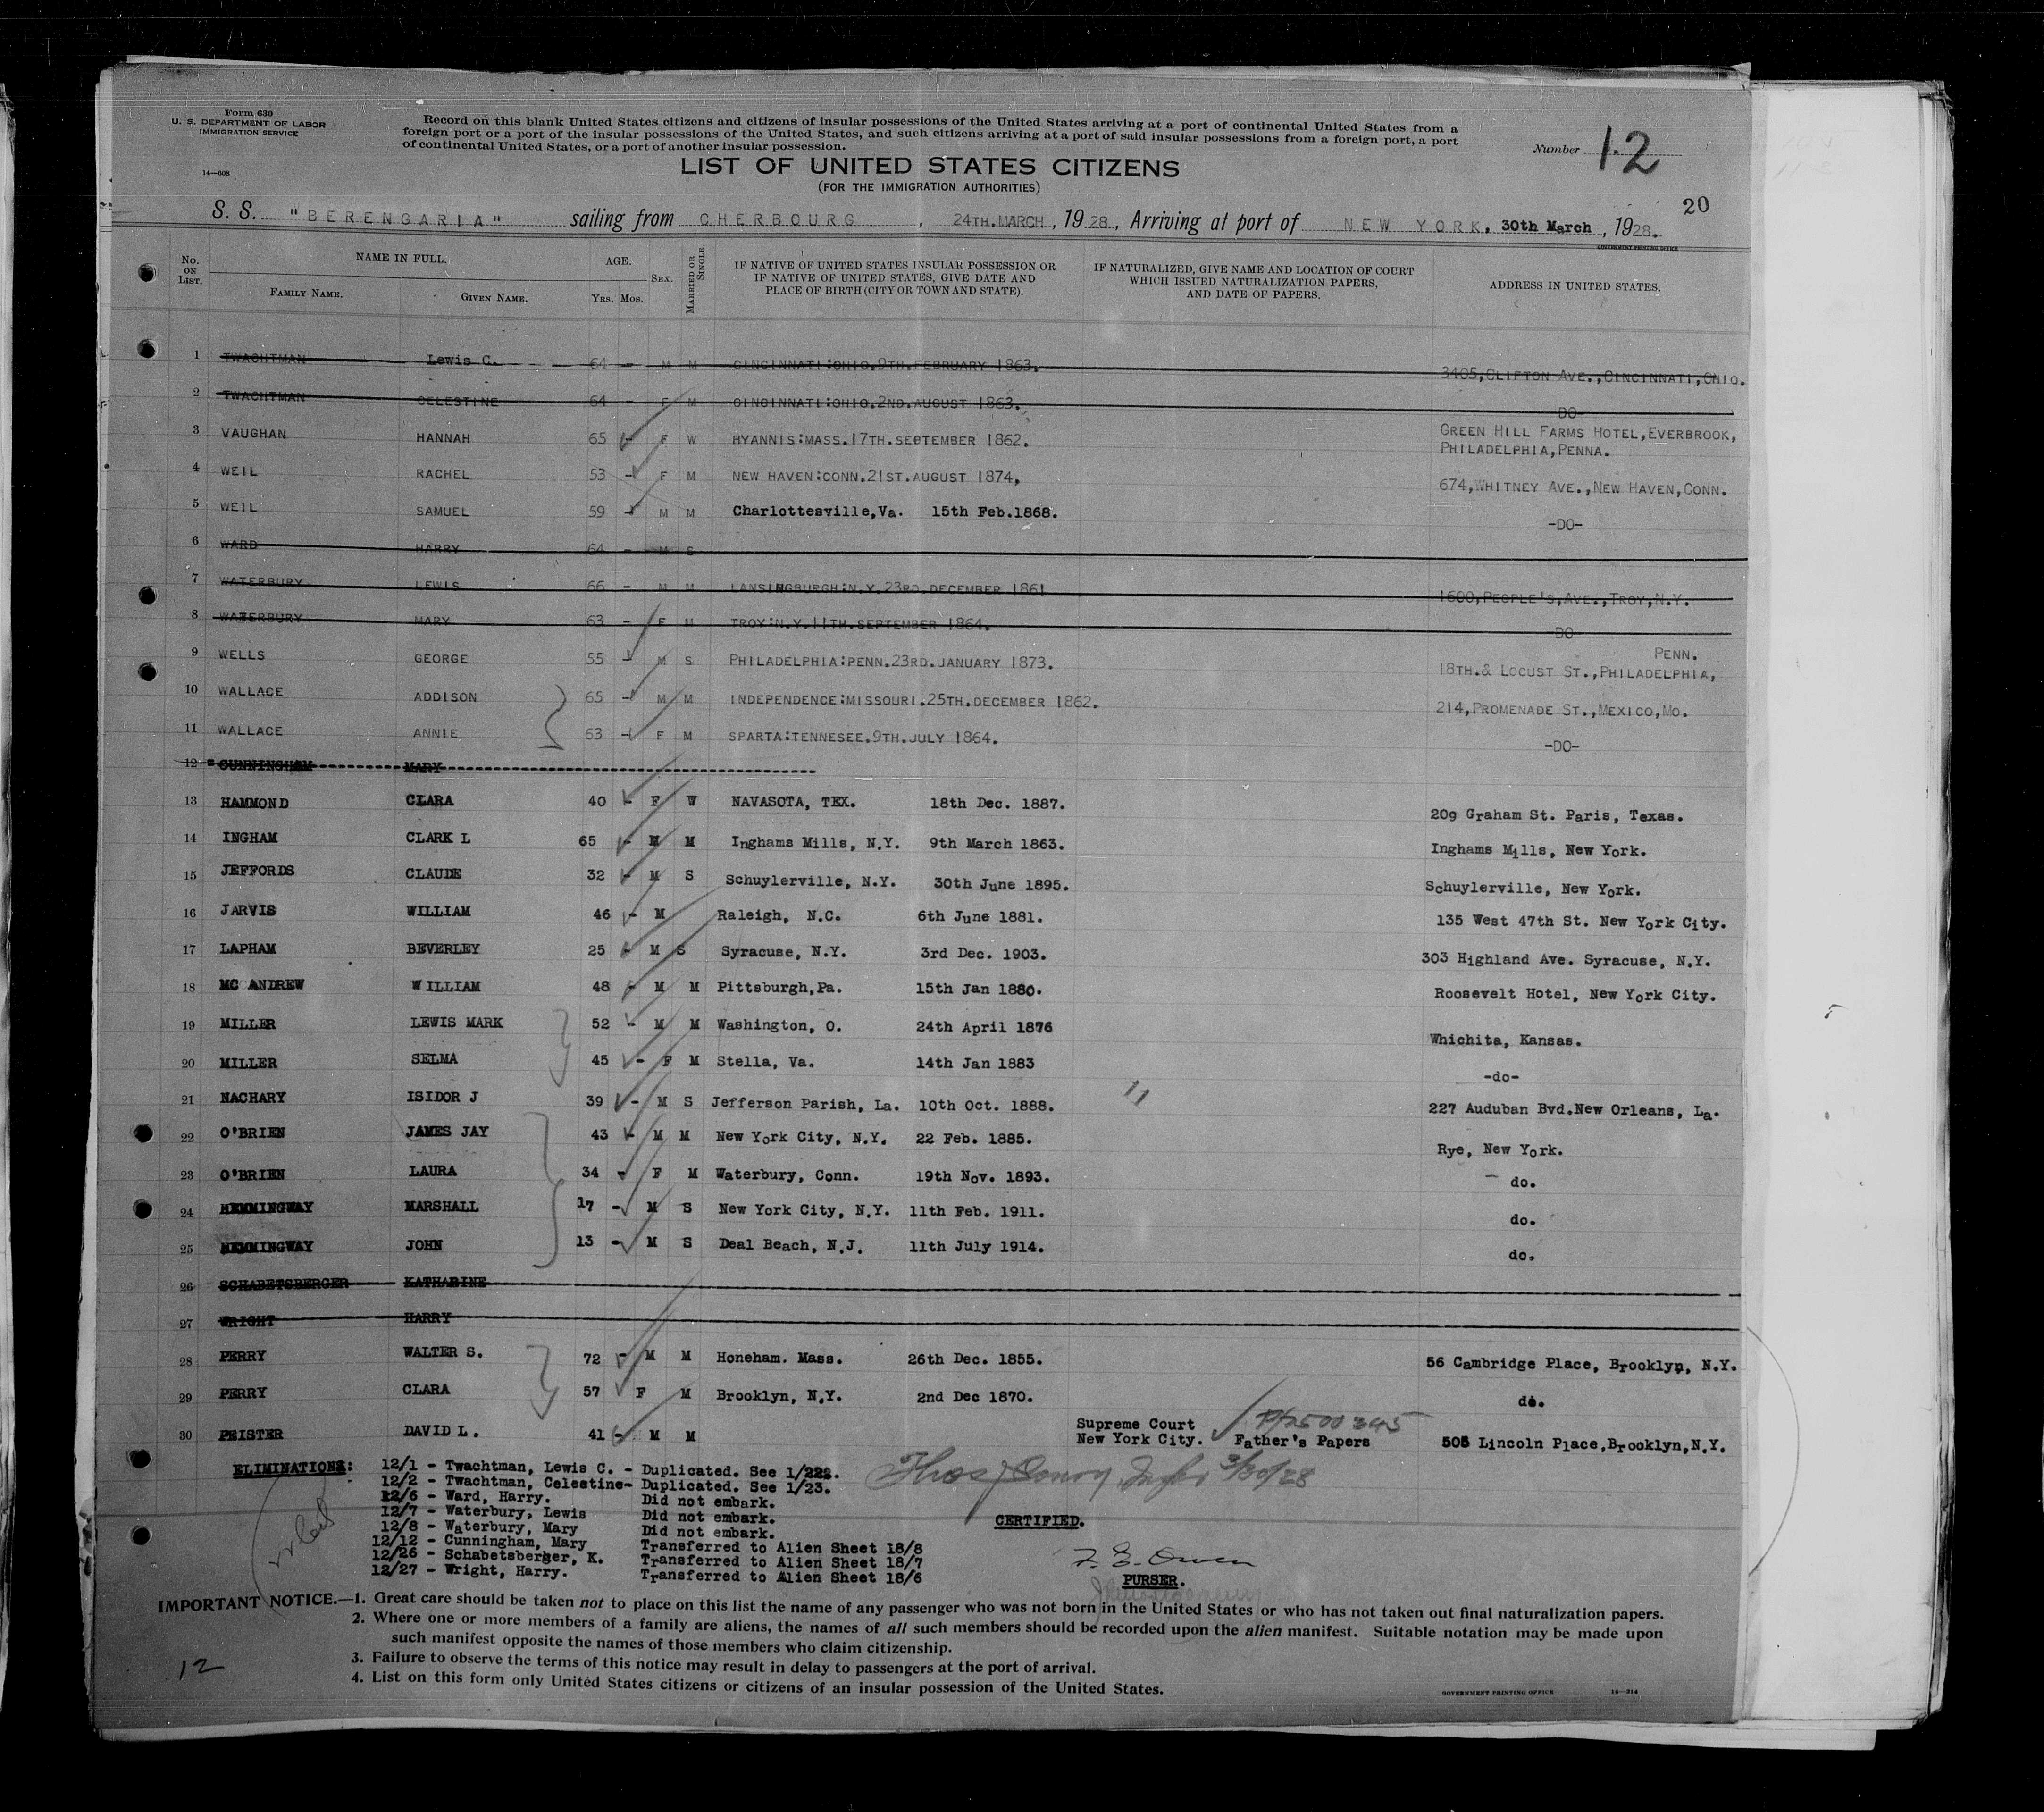 Form 630
U. S. DEPARTMENT OF LABOR
IMMIGRATION SERVICE
14—608
Record on this blank United States citizens and citizens of insular possessions of the United States arriving at a port of continental United States from a
foreign port or a port of the insular possessions of the United States, and such citizens arriving at a port of said insular possessions from a foreign port, a port
of continental United States, or a port of another insular possession.
Number 12
LIST OF UNITED STATES CITIZENS
(FOR THE IMMIGRATION AUTHORITIES)
20
S. S. "BERENGARIA" sailing from CHERBOURG, 24TH.MARCH, 1928, Arriving at port of NEW YORK, 30th March, 1928.
GOVERNMENT PRINTING OFFICE
No. ON LIST. NAME IN FULL. FAMILY NAME. GIVEN NAME. AGE. Yrs. Mos. SEX. MARRIED OR SINGLE. IF NATIVE OF UNITED STATES INSULAR POSSESSION OR IF NATIVE OF UNITED STATES, GIVE DATE AND PLACE OF BIRTH (CITY OR TOWN AND STATE). IF NATURALIZED, GIVE NAME AND LOCATION OF COURT WHICH ISSUED NATURALIZATION PAPERS, AND DATE OF PAPERS. ADDRESS IN UNITED STATES.
1 TWACHTMAN Lewis C. 64 - M M CINCINNATI:OHIO.9TH.FEBRUARY 1863. 3405,CLIFTON AVE.,CINCINNATI,OHIO.
2 TWACHTMAN CELESTINE 64 - F M CINCINNATI:OHIO.2ND.AUGUST 1863. -DO-
3 VAUGHAN HANNAH 65 - F W HYANNIS:MASS.17TH.SEPTEMBER 1862. GREEN HILL FARMS HOTEL,EVERBROOK, PHILADELPHIA,PENNA.
4 WEIL RACHEL 53 - F M NEW HAVEN:CONN.21ST.AUGUST 1874, 674,WHITNEY AVE.,NEW HAVEN,CONN.
5 WEIL SAMUEL 59 - M M Charlottesville,Va. 15th Feb.1868. -DO-
6 WARD HARRY 64 - M S
7 WATERBURY LEWIS 66 - M M LANSINGBURGH:N.Y.23RD.DECEMBER 1861 1600,PEOPLE'S,AVE.,TROY,N.Y.
8 WATERBURY MARY 63 - F M TROY:N.Y.11TH.SEPTEMBER 1864. -DO-
9 WELLS GEORGE 55 - M S PHILADELPHIA:PENN.23RD.JANUARY 1873. 18TH.& LOCUST ST.,PHILADELPHIA, PENN.
10 WALLACE ADDISON 65 - M M INDEPENDENCE:MISSOURI.25TH.DECEMBER 1862. 214,PROMENADE ST.,MEXICO,MO.
11 WALLACE ANNIE 63 - F M SPARTA:TENNESEE.9TH.JULY 1864. -DO-
12 CUNNINGHAM MARY
13 HAMMOND CLARA 40 - F W NAVASOTA, TEX. 18th Dec. 1887. 209 Graham St. Paris, Texas.
14 INGHAM CLARK L 65 - M M Inghams Mills, N.Y. 9th March 1863. Inghams Mills, New York.
15 JEFFORDS CLAUDE 32 - M S Schuylerville, N.Y. 30th June 1895. Schuylerville, New York.
16 JARVIS WILLIAM 46 - M Raleigh, N.C. 6th June 1881. 135 West 47th St. New York City.
17 LAPHAM BEVERLEY 25 - M S Syracuse, N.Y. 3rd Dec. 1903. 303 Highland Ave. Syracuse, N.Y.
18 MC ANDREW WILLIAM 48 - M M Pittsburgh,Pa. 15th Jan 1880. Roosevelt Hotel, New York City.
19 MILLER LEWIS MARK 52 - M M Washington, O. 24th April 1876 Whichita, Kansas.
20 MILLER SELMA 45 - F M Stella, Va. 14th Jan 1883 -do-
21 NACHARY ISIDOR J 39 - M S Jefferson Parish, La. 10th Oct. 1888. 227 Auduban Bvd.New Orleans, La.
22 O'BRIEN JAMES JAY 43 - M M New York City, N.Y. 22 Feb. 1885. Rye, New York.
23 O'BRIEN LAURA 34 - F M Waterbury, Conn. 19th Nov. 1893. do.
24 HEMMINGWAY MARSHALL 17 - M S New York City, N.Y. 11th Feb. 1911. do.
25 HEMMINGWAY JOHN 13 - M S Deal Beach, N.J. 11th July 1914. do.
26 SCHABETSBERGER KATHARINE
27 WRIGHT HARRY
28 PERRY WALTER S. 72 - M M Honeham. Mass. 26th Dec. 1855. 56 Cambridge Place, Brooklyn, N.Y.
29 PERRY CLARA 57 F M Brooklyn, N.Y. 2nd Dec 1870. do.
30 PRISTER DAVID L. 41 - M M Supreme Court New York City. Father's Papers 505 Lincoln Place,Brooklyn,N.Y.
ELIMINATIONS: 12/1 - Twachtman, Lewis C. - Duplicated. See 1/222.
12/2 - Twachtman, Celestine- Duplicated. See 1/23.
12/6 - Ward, Harry. Did not embark.
12/7 - Waterbury, Lewis Did not embark.
12/8 - Waterbury, Mary Did not embark.
12/12 - Cunningham, Mary Transferred to Alien Sheet 18/8
12/26 - Schabetsberger, K. Transferred to Alien Sheet 18/7
12/27 - Wright, Harry. Transferred to Alien Sheet 18/6
3/30/28
CERTIFIED.
PURSER.
IMPORTANT NOTICE.—1. Great care should be taken not to place on this list the name of any passenger who was not born in the United States or who has not taken out final naturalization papers.
2. Where one or more members of a family are aliens, the names of all such members should be recorded upon the alien manifest. Suitable notation may be made upon
such manifest opposite the names of those members who claim citizenship.
3. Failure to observe the terms of this notice may result in delay to passengers at the port of arrival.
4. List on this form only United States citizens or citizens of an insular possession of the United States.
12
GOVERNMENT PRINTING OFFICE 14—214